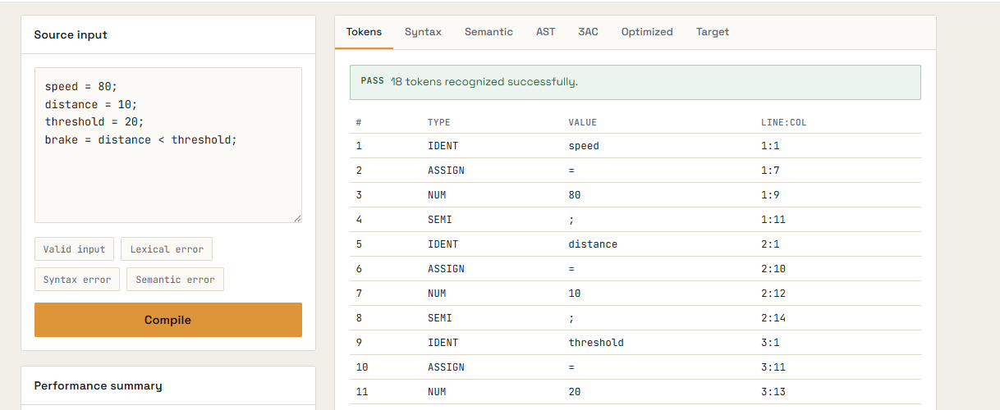 Source input
speed = 80;
distance = 10;
threshold = 20;
brake = distance < threshold;
Valid input Lexical error
Syntax error Semantic error
Compile
Performance summary
Tokens Syntax Semantic AST 3AC Optimized Target
PASS 18 tokens recognized successfully.
# TYPE VALUE LINE:COL
1 IDENT speed 1:1
2 ASSIGN = 1:7
3 NUM 80 1:9
4 SEMI ; 1:11
5 IDENT distance 2:1
6 ASSIGN = 2:10
7 NUM 10 2:12
8 SEMI ; 2:14
9 IDENT threshold 3:1
10 ASSIGN = 3:11
11 NUM 20 3:13